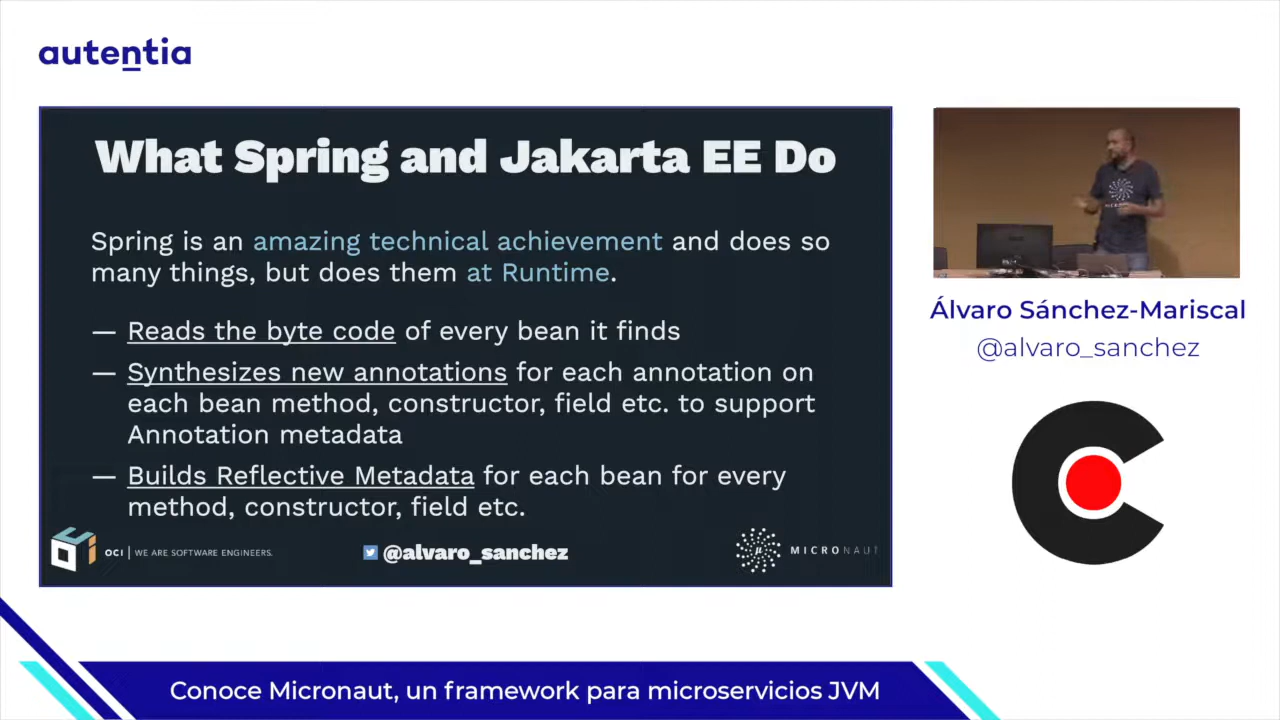 autentia
What Spring and Jakarta EE Do
Spring is an amazing technical achievement and does so
many things, but does them at Runtime.
— Reads the byte code of every bean it finds
— Synthesizes new annotations for each annotation on
each bean method, constructor, field etc. to support
Annotation metadata
— Builds Reflective Metadata for each bean for every
method, constructor, field etc.
OCI | WE ARE SOFTWARE ENGINEERS.
@alvaro_sanchez
µ
MICRONAUT
Álvaro Sánchez-Mariscal
@alvaro_sanchez
Conoce Micronaut, un framework para microservicios JVM